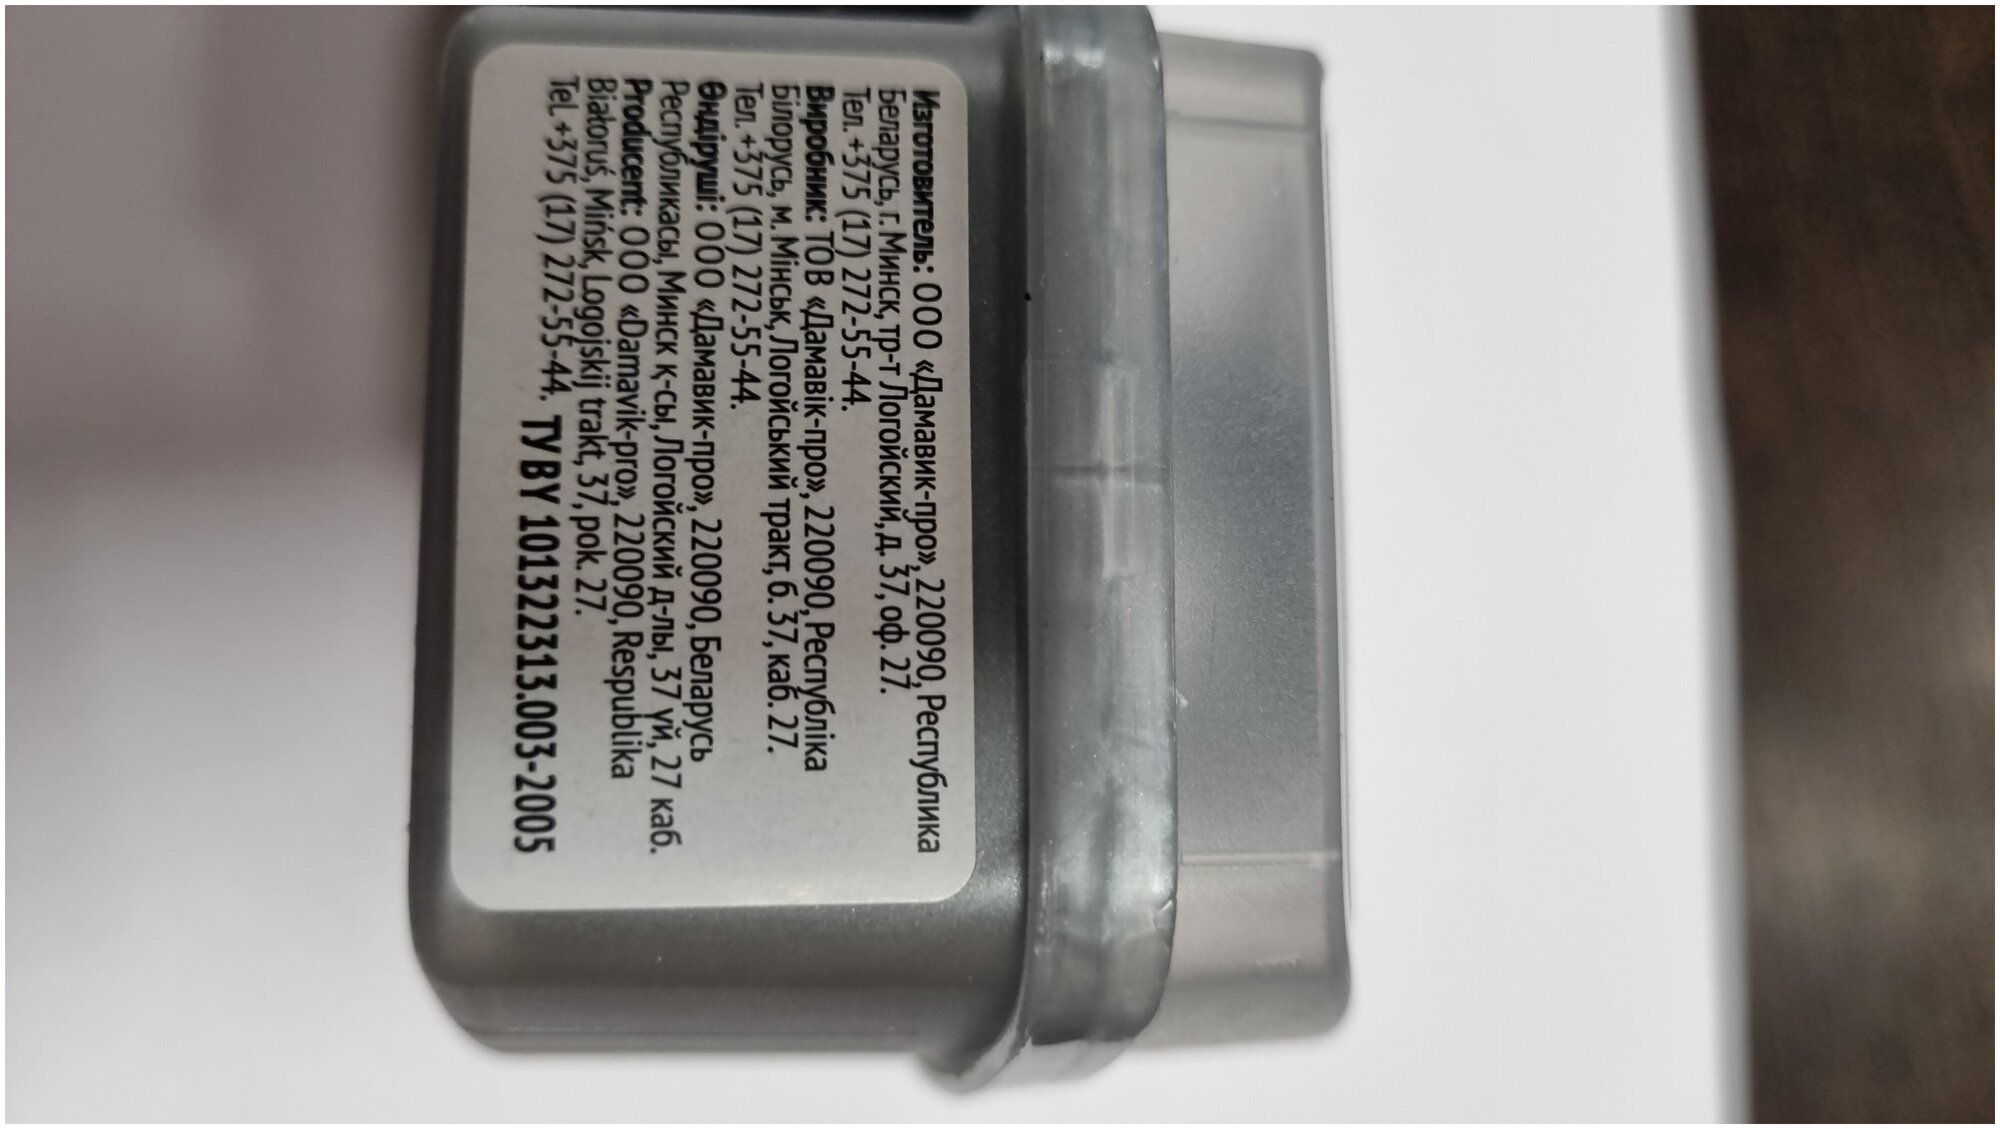 Изготовитель: ООО «Дамавик-про», 220090, Республика
Беларусь, г. Минск, тр-т Логойский, д. 37, оф. 27.
Тел. +375 (17) 272-55-44.
Виробник: ТОВ «Дамавік-про», 220090, Республіка
Білорусь, м. Мінськ, Логойський тракт, б. 37, каб. 27.
Тел. +375 (17) 272-55-44.
Өндіруші: ООО «Дамавик-про», 220090, Беларусь
Республикасы, Минск қ-сы, Логойский д-лы, 37 үй, 27 каб.
Producent: OOO «Damavik-pro», 220090, Respublika
Białoruś, Mińsk, Logojskij trakt, 37, pok. 27.
Tel. +375 (17) 272-55-44. ТУ BY 101322313.003-2005